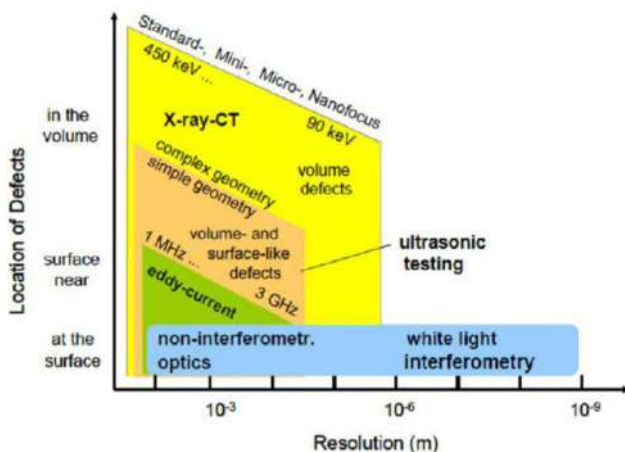 Standard-, Mini-, Micro-, Nanofocus
450 keV ...
90 keV
X-ray-CT
in the
volume
complex geometry
simple geometry
volume
defects
volume- and
surface-like
defects
ultrasonic
testing
1 MHz ...
3 GHz
eddy-current
surface
near
at the
surface
non-interferometr.
optics
white light
interferometry
Location of Defects
10-3
10-6
10-9
Resolution (m)